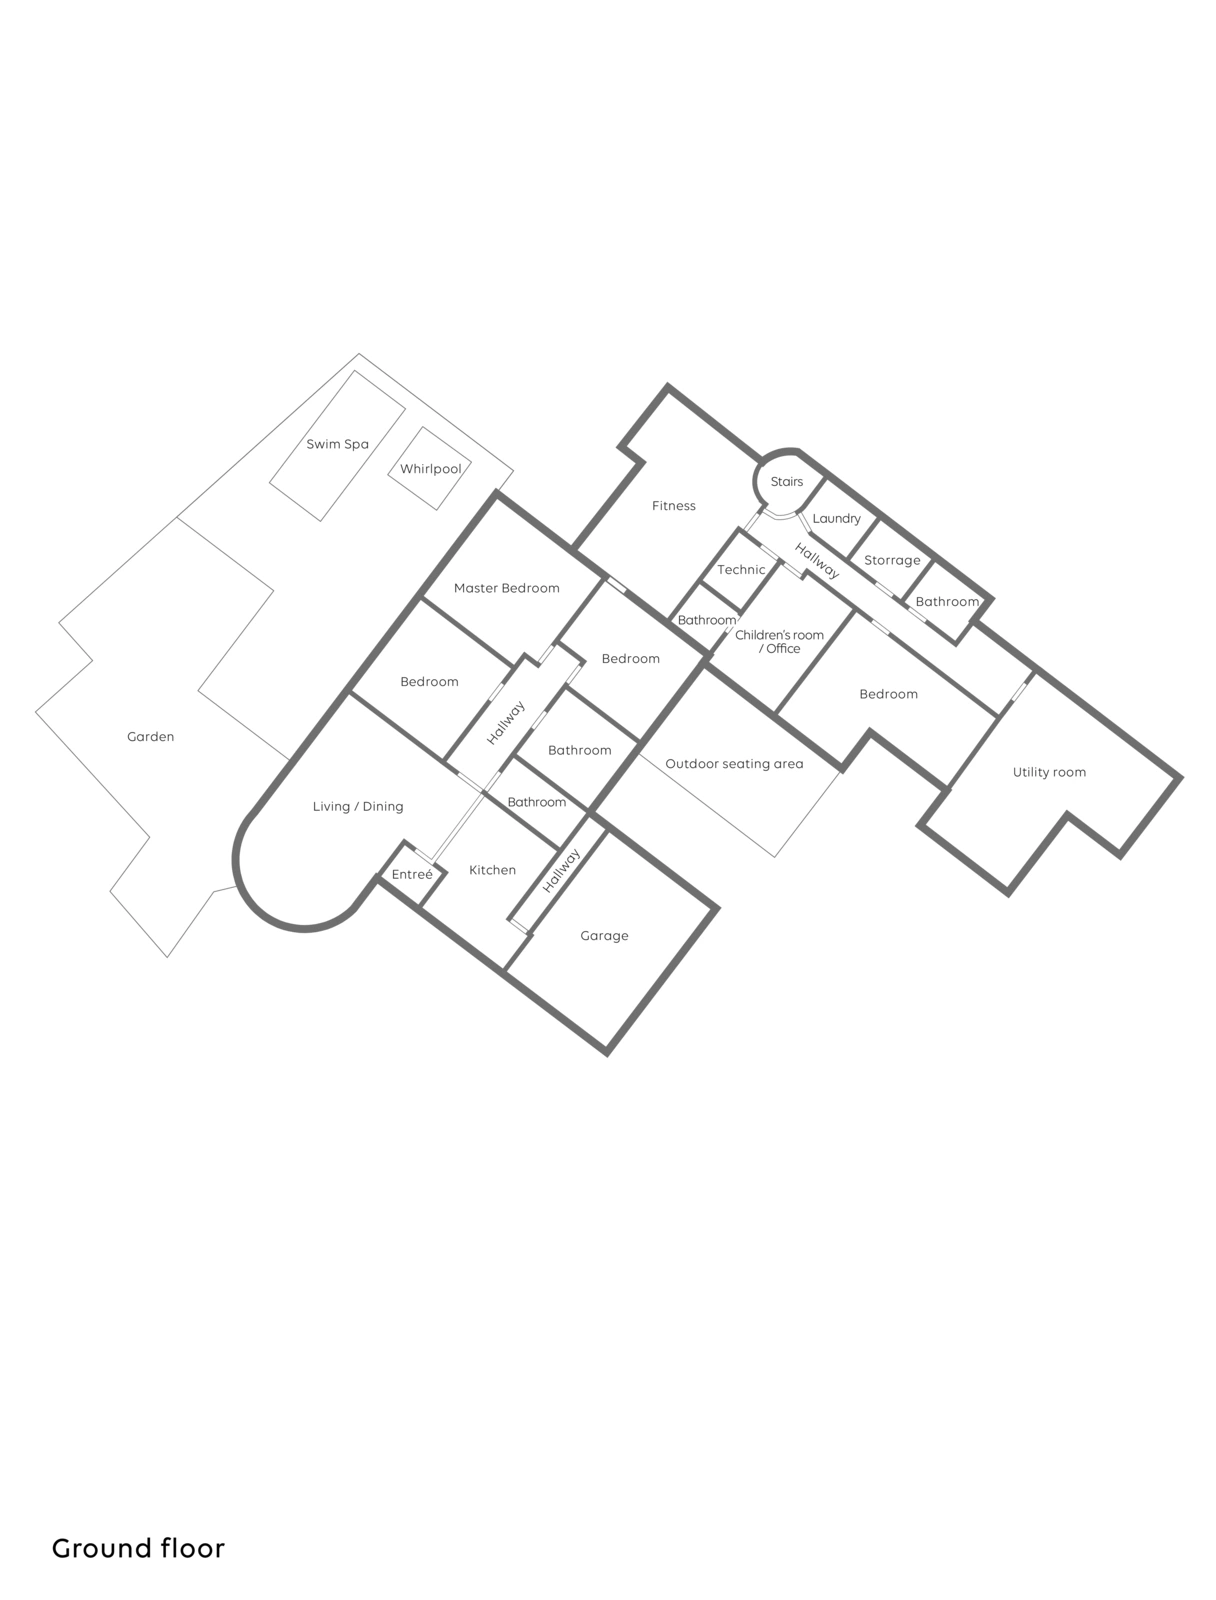 Swim Spa
Whirlpool
Stairs
Fitness
Laundry
Hallway
Storrage
Technic
Master Bedroom
Bathroom
Bathroom
Children's room
/ Office
Bedroom
Bedroom
Bedroom
Hallway
Garden
Bathroom
Outdoor seating area
Utility room
Living / Dining
Bathroom
Kitchen
Hallway
Entreé
Garage
Ground floor